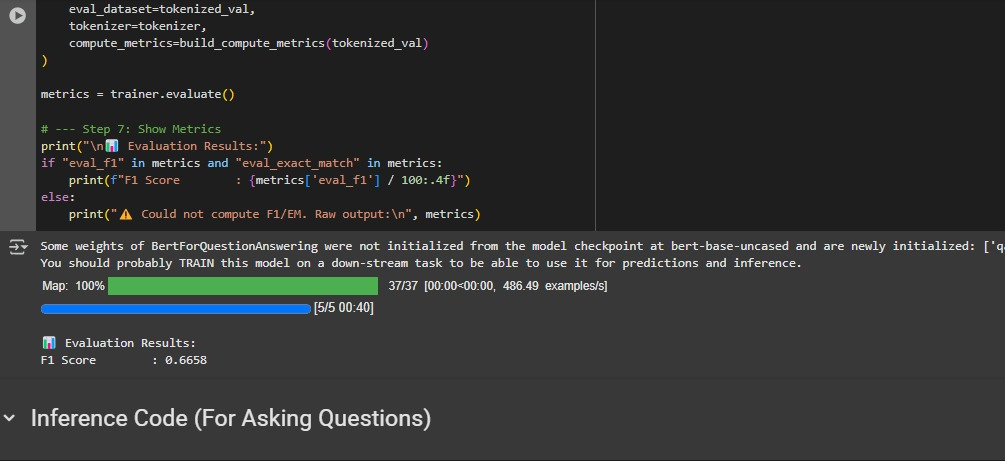 eval_dataset=tokenized_val,
tokenizer=tokenizer,
compute_metrics=build_compute_metrics(tokenized_val)
)
metrics = trainer.evaluate()
# --- Step 7: Show Metrics
print("\n📊 Evaluation Results:")
if "eval_f1" in metrics and "eval_exact_match" in metrics:
print(f"F1 Score        : {metrics['eval_f1'] / 100:.4f}")
else:
print("⚠️ Could not compute F1/EM. Raw output:\n", metrics)
Some weights of BertForQuestionAnswering were not initialized from the model checkpoint at bert-base-uncased and are newly initialized: ['q
You should probably TRAIN this model on a down-stream task to be able to use it for predictions and inference.
Map: 100% 37/37 [00:00<00:00, 486.49 examples/s]
[5/5 00:40]
📊 Evaluation Results:
F1 Score        : 0.6658
Inference Code (For Asking Questions)